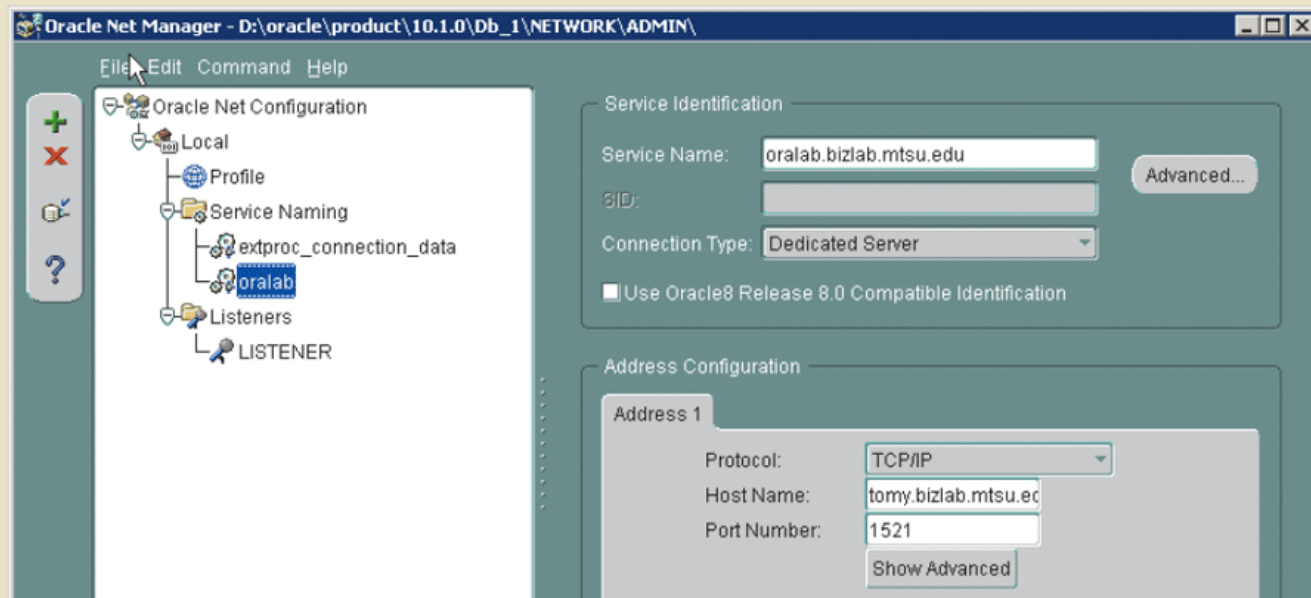 Oracle Net Manager - D:\oracle\product\10.1.0\Db_1\NETWORK\ADMIN\
File Edit Command Help
Oracle Net Configuration
Local
Profile
Service Naming
extproc_connection_data
oralab
Listeners
LISTENER
Service Identification
Service Name: oralab.bizlab.mtsu.edu
Advanced...
SID:
Connection Type: Dedicated Server
Use Oracle8 Release 8.0 Compatible Identification
Address Configuration
Address 1
Protocol: TCP/IP
Host Name: tomy.bizlab.mtsu.ec
Port Number: 1521
Show Advanced